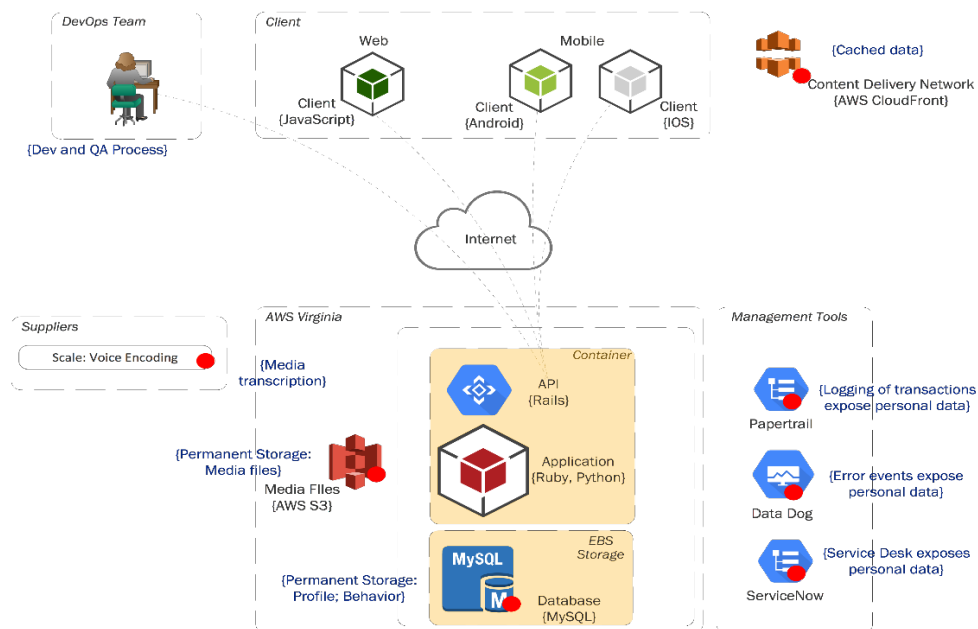 DevOps Team
{Dev and QA Process}
Client
Web
Client
{JavaScript}
Mobile
Client
{Android}
Client
{IOS}
{Cached data}
Content Delivery Network
{AWS CloudFront}
Internet
Suppliers
Scale: Voice Encoding
AWS Virginia
{Media
transcription}
{Permanent Storage:
Media files}
Media FIles
{AWS S3}
{Permanent Storage:
Profile; Behavior}
Container
API
{Rails}
Application
{Ruby, Python}
EBS
Storage
MySQL
M
Database
{MySQL}
Management Tools
Papertrail
{Logging of transactions
expose personal data}
Data Dog
{Error events expose
personal data}
ServiceNow
{Service Desk exposes
personal data}